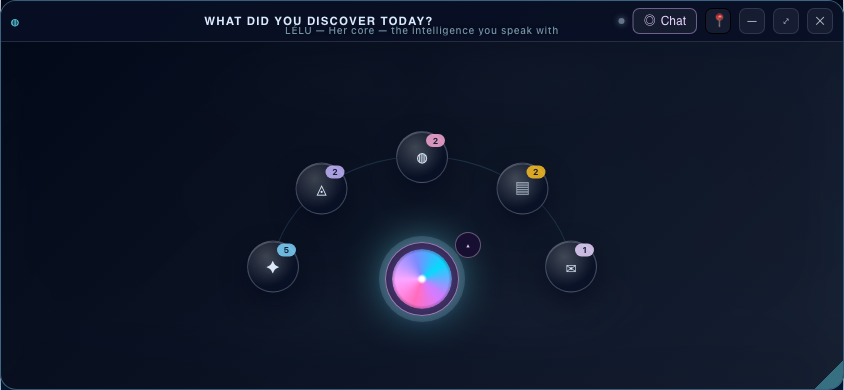 WHAT DID YOU DISCOVER TODAY?
LELU — Her core — the intelligence you speak with
Chat
2
2
2
5
1